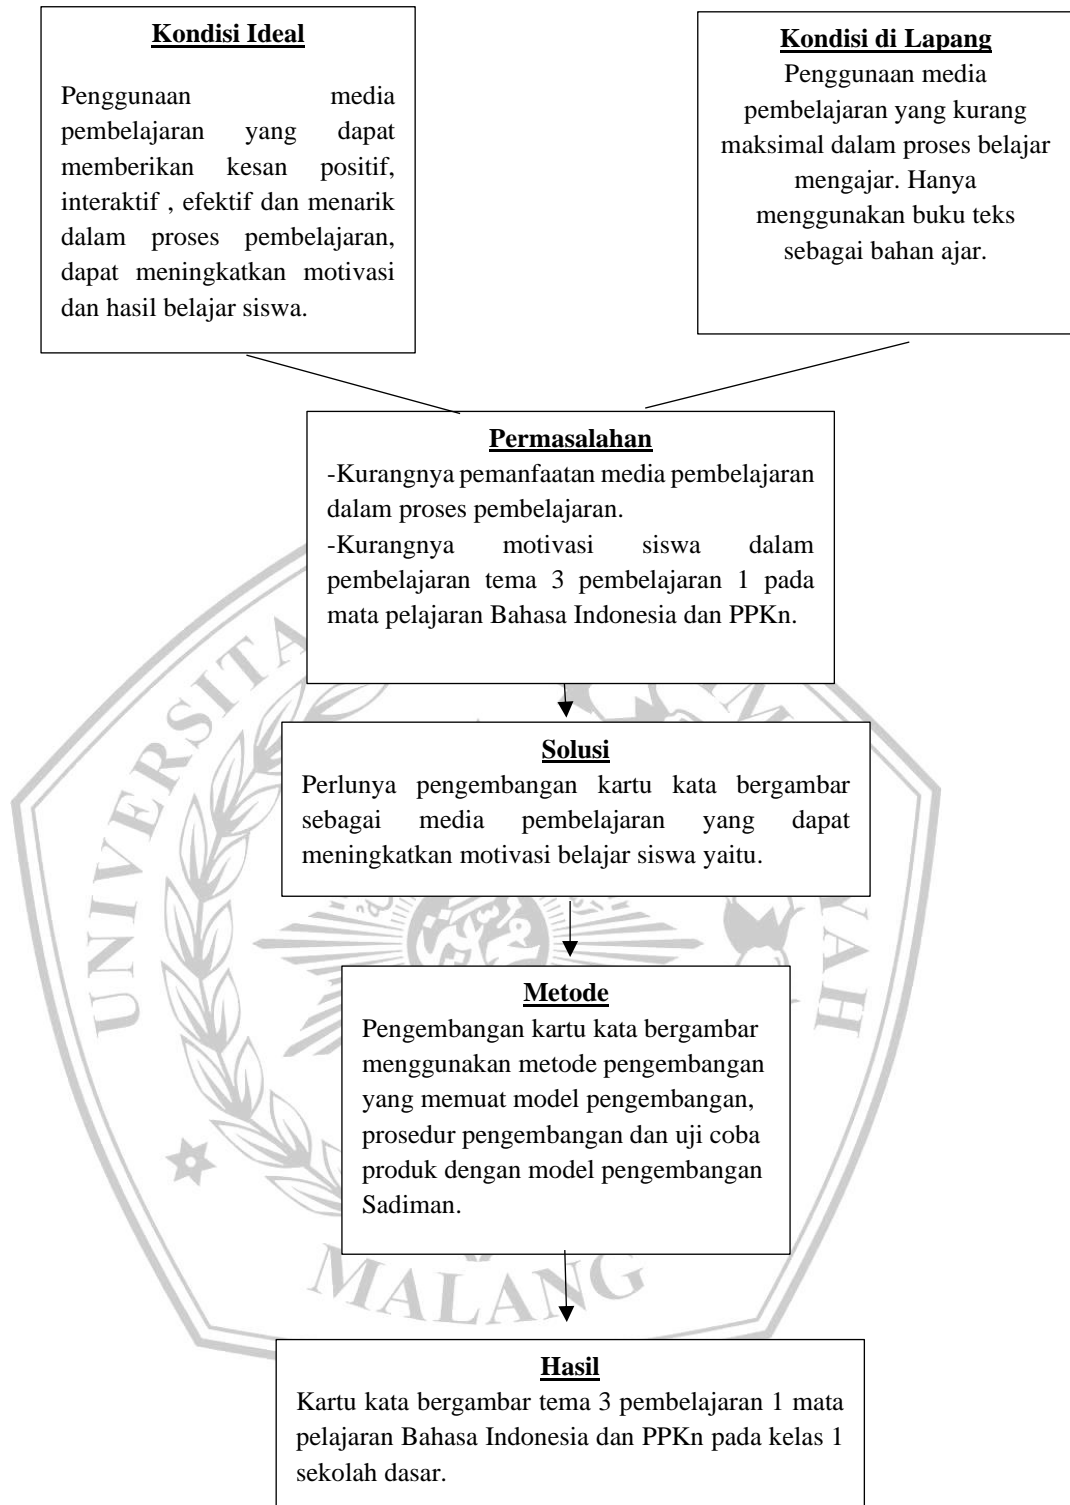 Kondisi Ideal
Penggunaan media
pembelajaran yang dapat
memberikan kesan positif,
interaktif , efektif dan menarik
dalam proses pembelajaran,
dapat meningkatkan motivasi
dan hasil belajar siswa.
Kondisi di Lapang
Penggunaan media
pembelajaran yang kurang
maksimal dalam proses belajar
mengajar. Hanya
menggunakan buku teks
sebagai bahan ajar.
Permasalahan
-Kurangnya pemanfaatan media pembelajaran
dalam proses pembelajaran.
-Kurangnya motivasi siswa dalam
pembelajaran tema 3 pembelajaran 1 pada
mata pelajaran Bahasa Indonesia dan PPKn.
Solusi
Perlunya pengembangan kartu kata bergambar
sebagai media pembelajaran yang dapat
meningkatkan motivasi belajar siswa yaitu.
Metode
Pengembangan kartu kata bergambar
menggunakan metode pengembangan
yang memuat model pengembangan,
prosedur pengembangan dan uji coba
produk dengan model pengembangan
Sadiman.
Hasil
Kartu kata bergambar tema 3 pembelajaran 1 mata
pelajaran Bahasa Indonesia dan PPKn pada kelas 1
sekolah dasar.
UNIVERSITA
YAH
MALANG